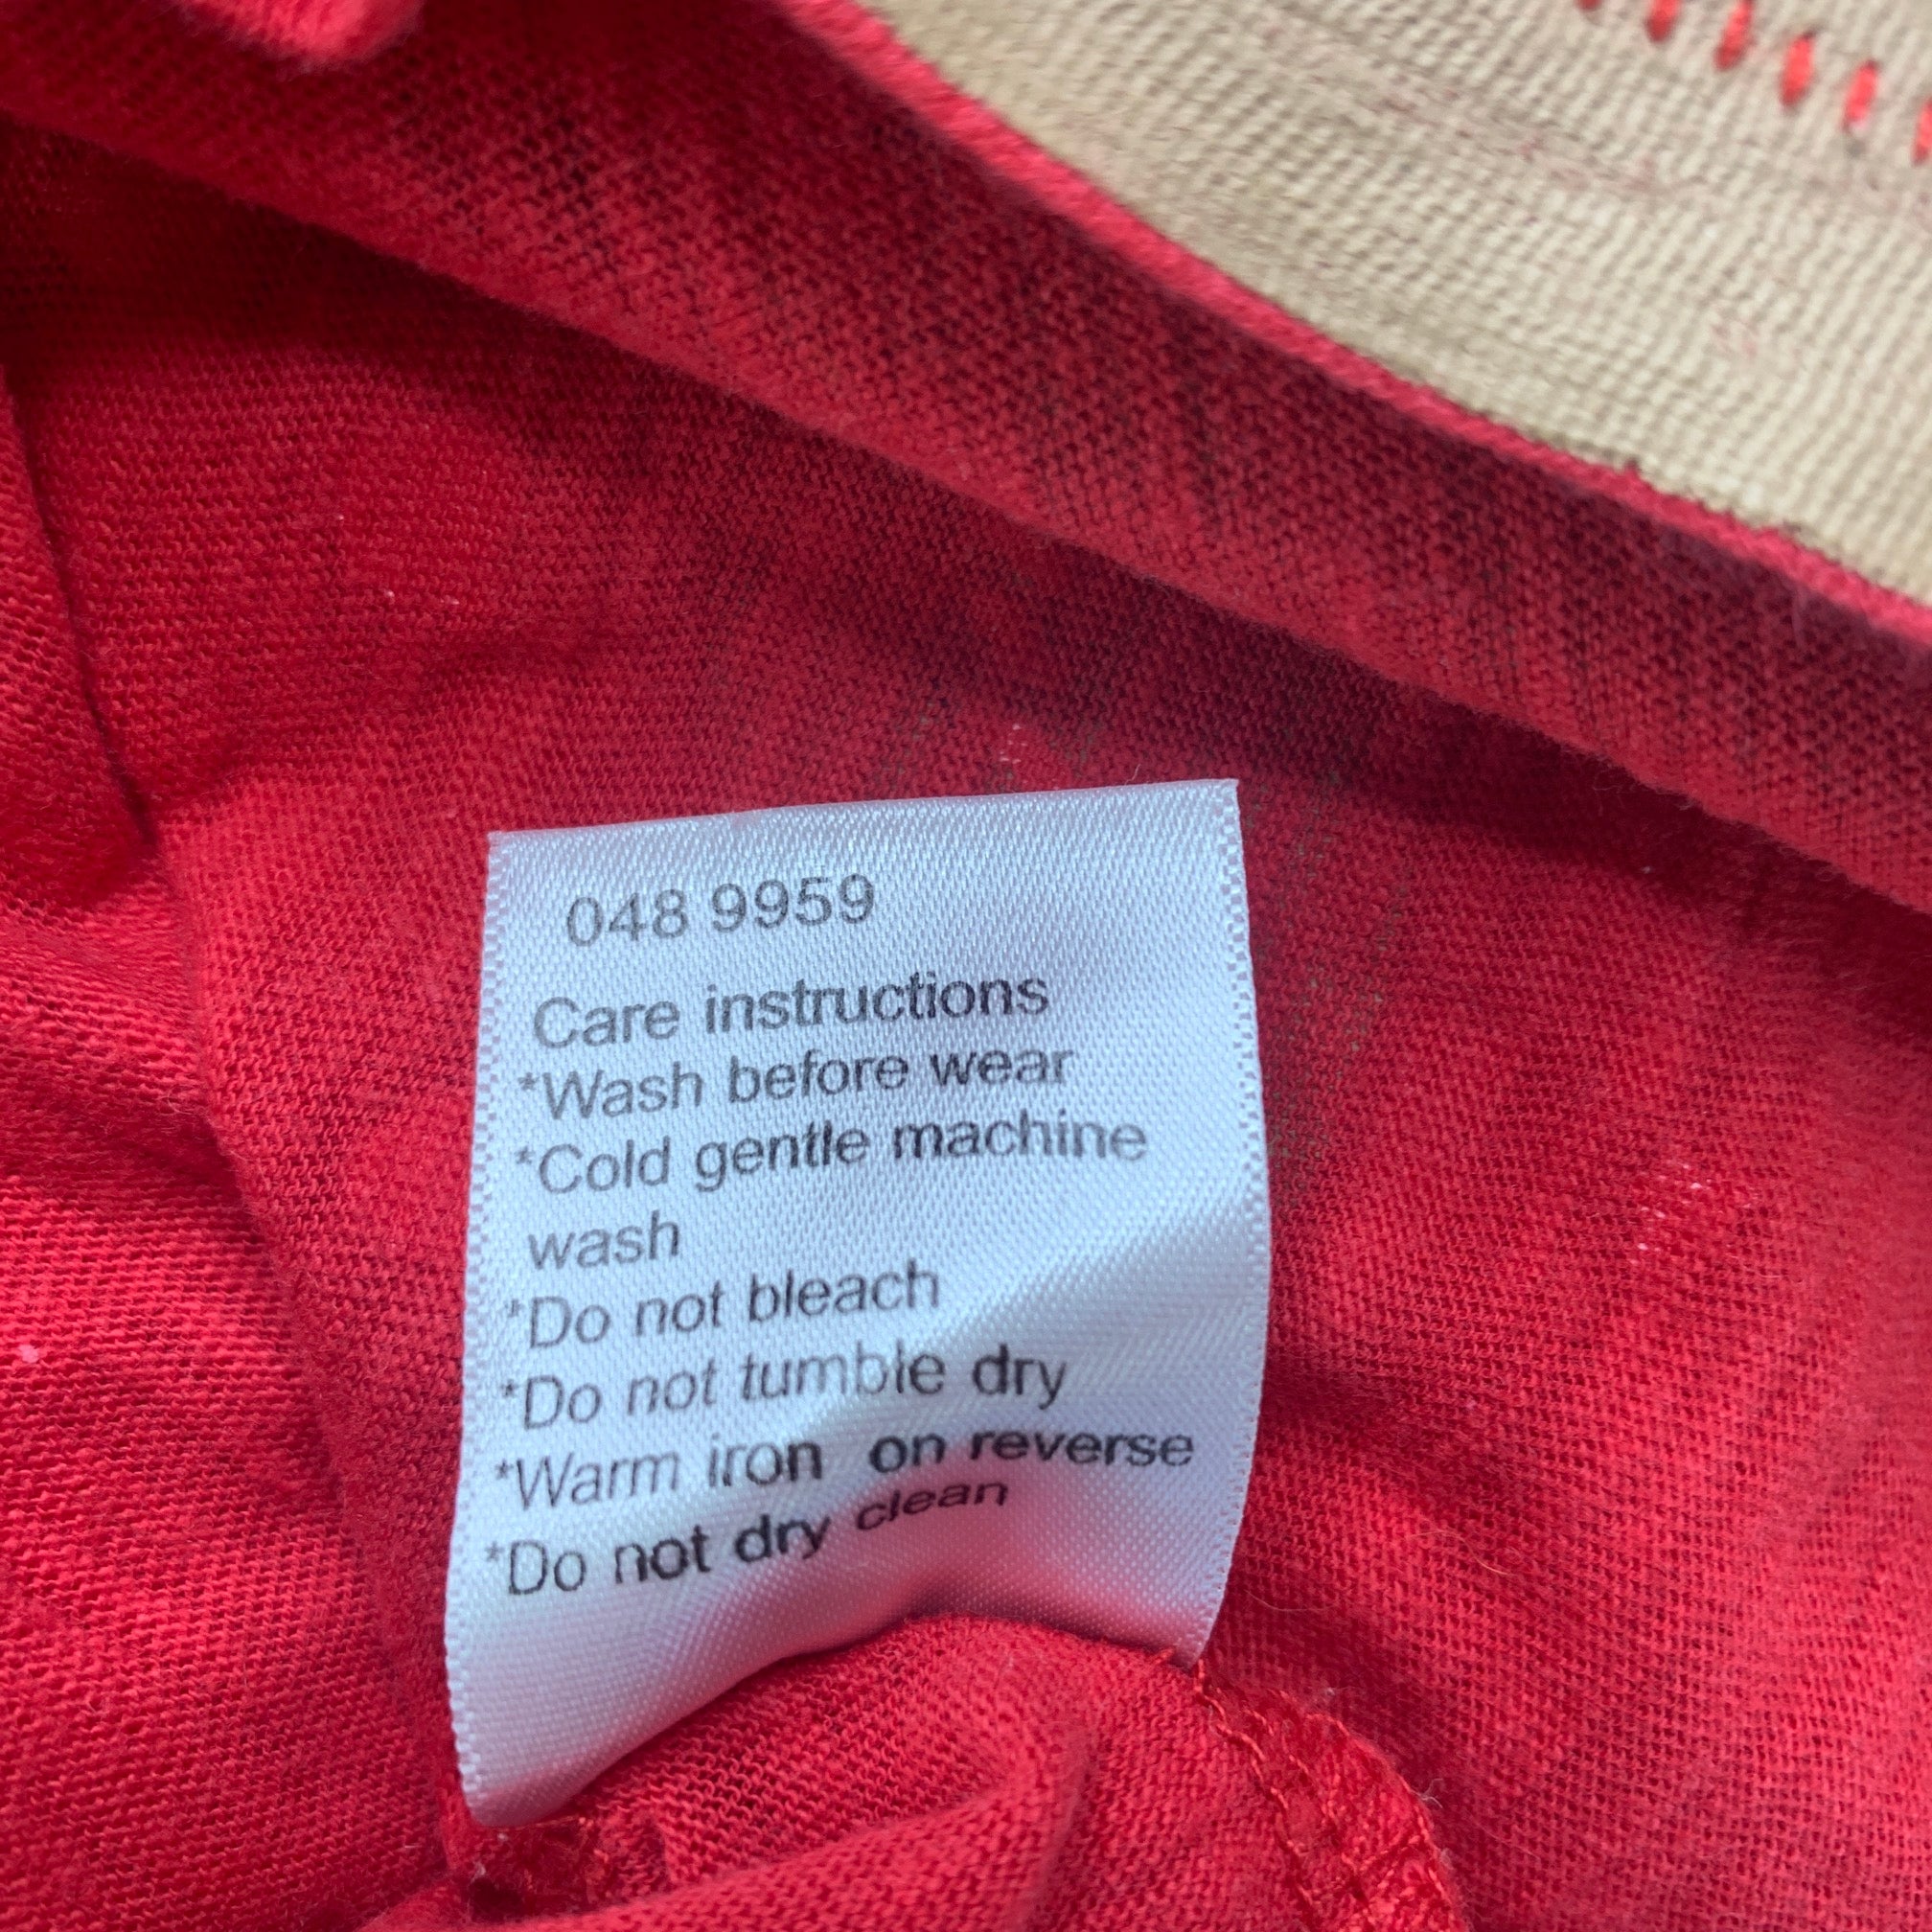 048 9959
Care instructions
*Wash before wear
*Cold gentle machine
wash
*Do not bleach
*Do not tumble dry
*Warm iron on reverse
*Do not dry clean